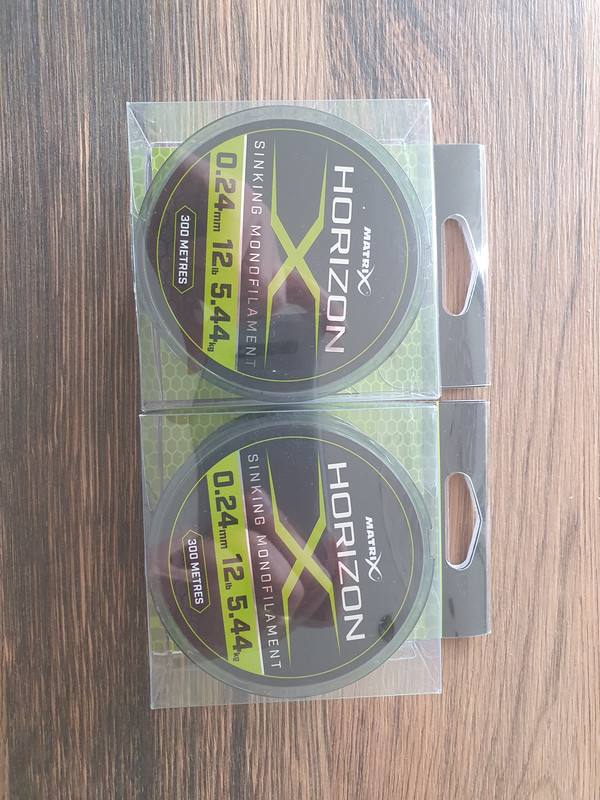 MATRIX
HORIZON
X
SINKING MONOFILAMENT
0.24mm 12lb 5.44kg
300 METRES
MATRIX
HORIZON
X
SINKING MONOFILAMENT
0.24mm 12lb 5.44kg
300 METRES